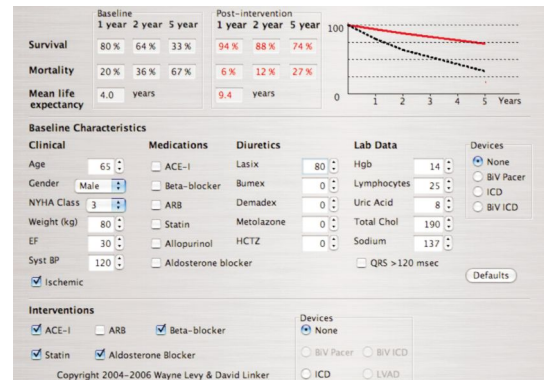 Baseline Post-intervention
1 year 2 year 5 year 1 year 2 year 5 year
Survival 80 % 64 % 33 % 94 % 88 % 74 %
Mortality 20 % 36 % 67 % 6 % 12 % 27 %
Mean life expectancy 4.0 years 9.4 years
100
0 1 2 3 4 5 Years
Baseline Characteristics
Clinical Medications Diuretics Lab Data Devices
Age 65 ACE-I Lasix 80 Hgb 14 None
Gender Male Beta-blocker Bumex 0 Lymphocytes 25 BiV Pacer
NYHA Class 3 ARB Demadex 0 Uric Acid 8 ICD
Weight (kg) 80 Statin Metolazone 0 Total Chol 190 BiV ICD
EF 30 Allopurinol HCTZ 0 Sodium 137
Syst BP 120 Aldosterone blocker QRS >120 msec
Ischemic Defaults
Interventions
Devices
ACE-I ARB Beta-blocker None
Statin Aldosterone Blocker BiV Pacer BiV ICD
Copyright 2004-2006 Wayne Levy & David Linker ICD LVAD